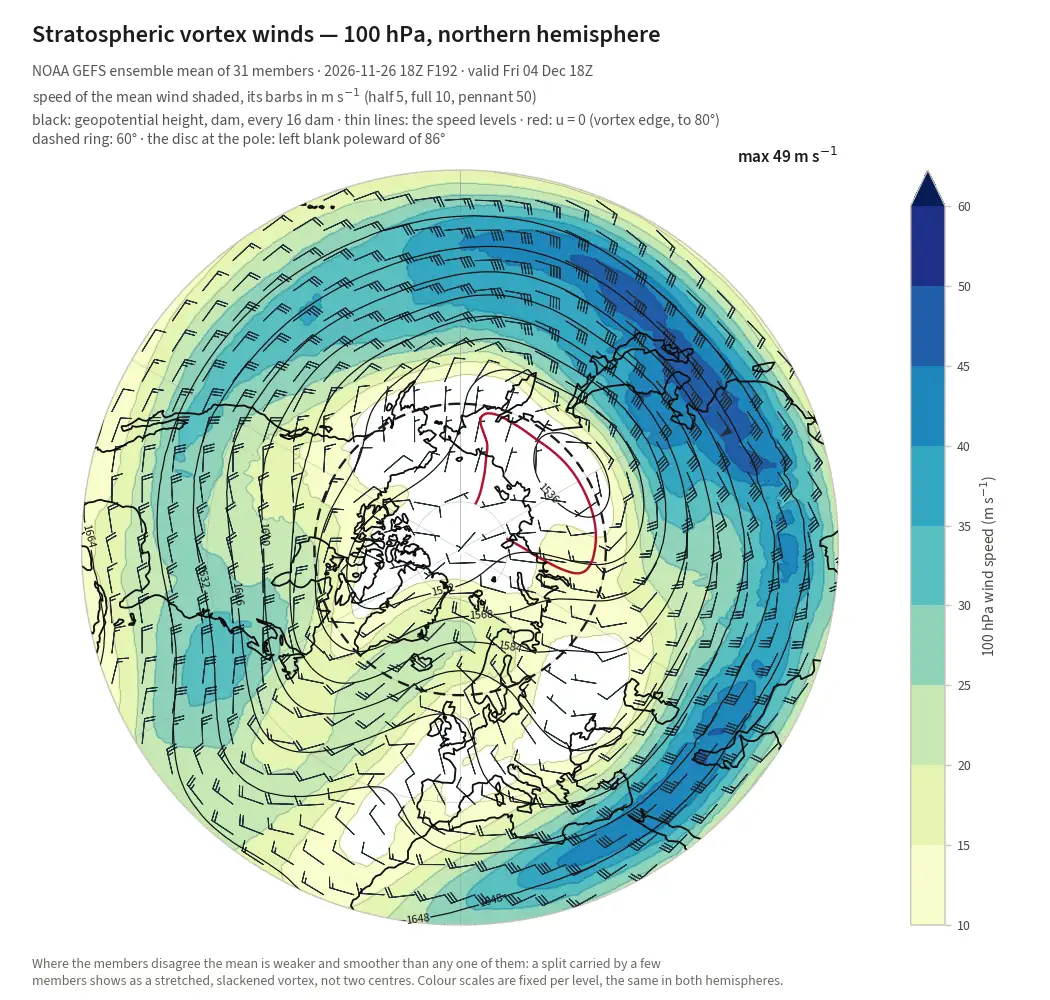 Stratospheric vortex winds — 100 hPa, northern hemisphere
NOAA GEFS ensemble mean of 31 members · 2026-11-26 18Z F192 · valid Fri 04 Dec 18Z
speed of the mean wind shaded, its barbs in m s⁻¹ (half 5, full 10, pennant 50)
black: geopotential height, dam, every 16 dam · thin lines: the speed levels · red: u = 0 (vortex edge, to 80°)
dashed ring: 60° · the disc at the pole: left blank poleward of 86°
max 49 m s⁻¹
60
50
45
40
35
30
25
20
15
10
100 hPa wind speed (m s⁻¹)
1536
1664
1600
1632
1616
1568
1648
1648
Where the members disagree the mean is weaker and smoother than any one of them: a split carried by a few
members shows as a stretched, slackened vortex, not two centres. Colour scales are fixed per level, the same in both hemispheres.